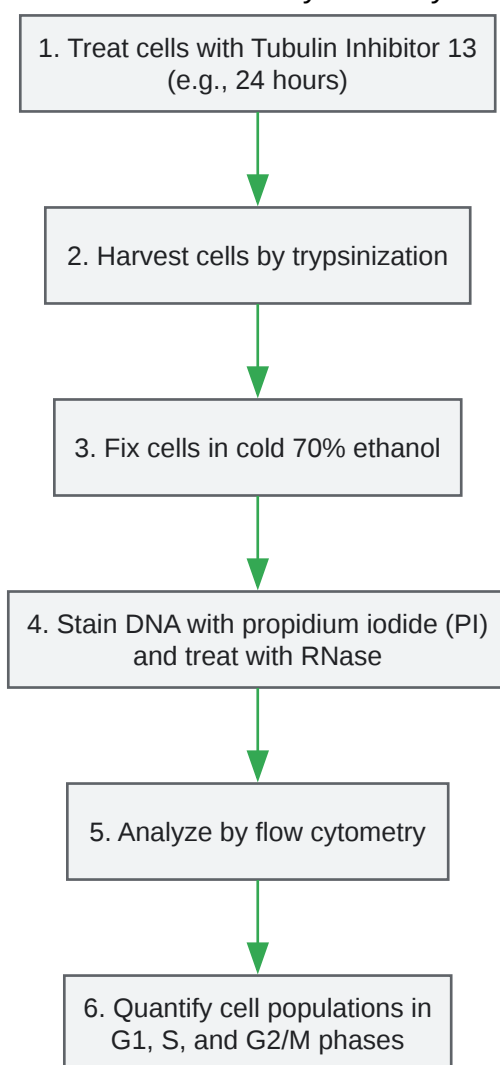 1. Treat cells with Tubulin Inhibitor 13
(e.g., 24 hours)
2. Harvest cells by trypsinization
3. Fix cells in cold 70% ethanol
4. Stain DNA with propidium iodide (PI)
and treat with RNase
5. Analyze by flow cytometry
6. Quantify cell populations in
G1, S, and G2/M phases